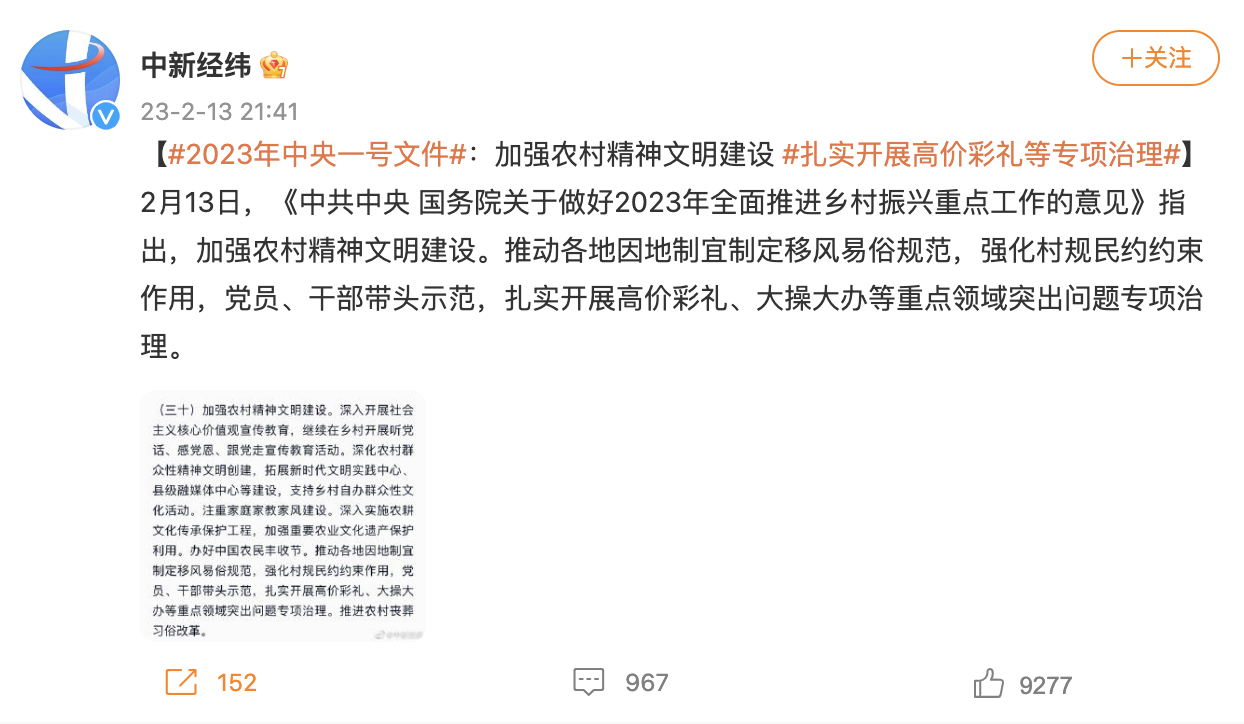 中新经纬
+关注
23-2-13 21:41
【#2023年中央一号文件#：加强农村精神文明建设 #扎实开展高价彩礼等专项治理#】
2月13日，《中共中央 国务院关于做好2023年全面推进乡村振兴重点工作的意见》指
出，加强农村精神文明建设。推动各地因地制宜制定移风易俗规范，强化村规民约约束
作用，党员、干部带头示范，扎实开展高价彩礼、大操大办等重点领域突出问题专项治
理。
（三十）加强农村精神文明建设。深入开展社会
主义核心价值观宣传教育，继续在乡村开展听党
话、感党恩、跟党走宣传教育活动。深化农村群
众性精神文明创建，拓展新时代文明实践中心、
县级融媒体中心等建设，支持乡村自办群众性文
化活动。注重家庭家教家风建设。深入实施农耕
文化传承保护工程，加强重要农业文化遗产保护
利用。办好中国农民丰收节。推动各地因地制宜
制定移风易俗规范，强化村规民约约束作用，党
员、干部带头示范，扎实开展高价彩礼、大操大
办等重点领域突出问题专项治理。推进农村丧葬
习俗改革。
152
967
9277